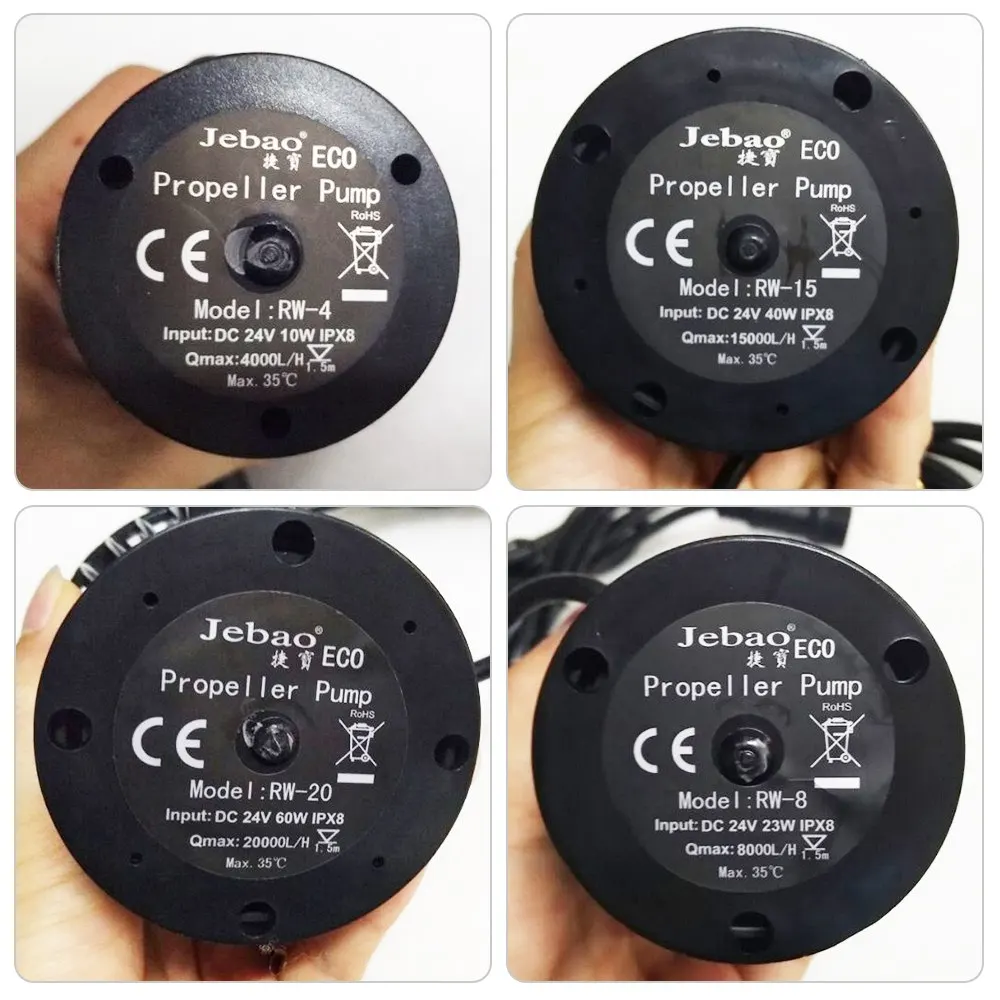 Jebao®
捷寳 ECO
Propeller Pump
RoHS
CE
Model:RW-4
Input: DC 24V 10W IPX8
Qmax:4000L/H 1.5m
Max. 35℃
Jebao®
捷寳 ECO
Propeller Pump
RoHS
CE
Model:RW-15
Input: DC 24V 40W IPX8
Qmax:15000L/H 1.5m
Max. 35℃
Jebao®
捷寳 ECO
Propeller Pump
RoHS
CE
Model:RW-20
Input: DC 24V 60W IPX8
Qmax: 20000L/H 1.5m
Max. 35℃
Jebao®
捷寳 ECO
Propeller Pump
RoHS
CE
Model:RW-8
Input: DC 24V 23W IPX8
Qmax: 8000L/H 1.5m
Max. 35℃